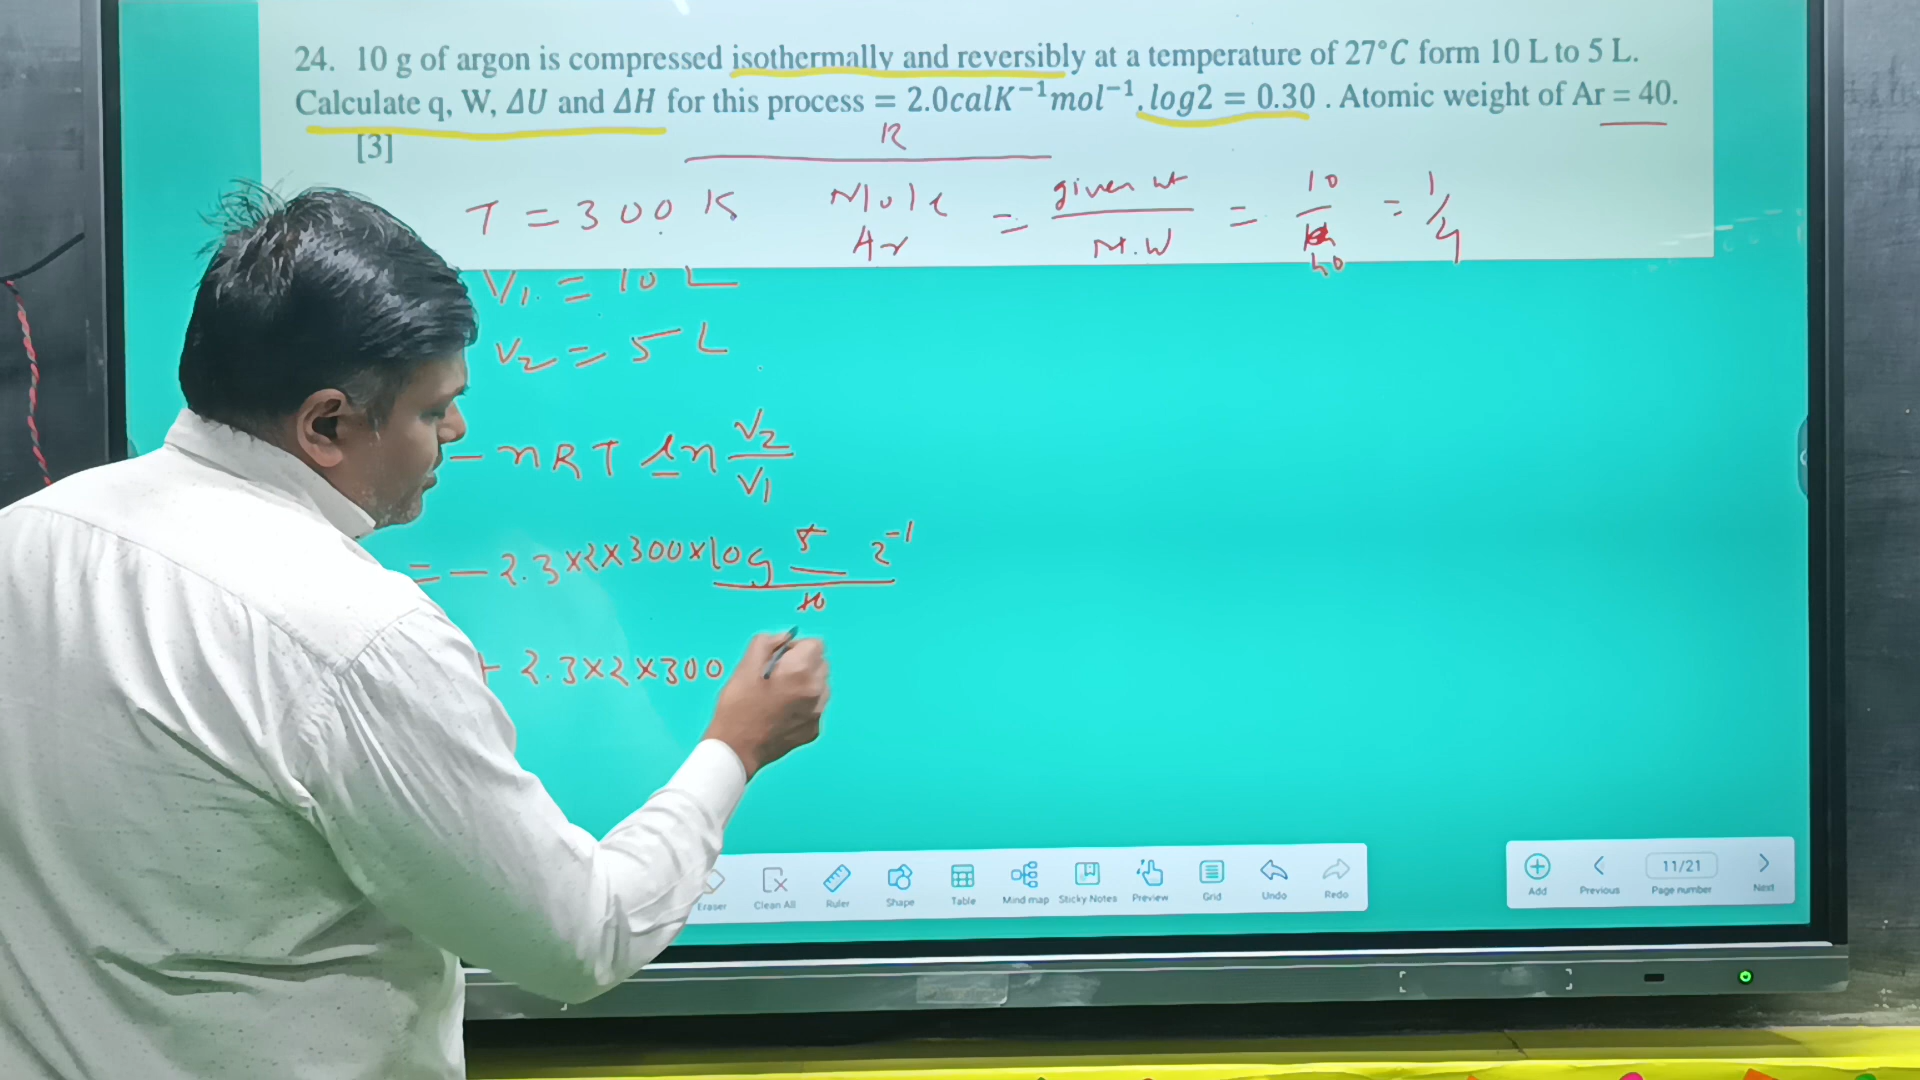 24. 10 g of argon is compressed isothermally and reversibly at a temperature of 27°C form 10 L to 5 L.
Calculate q, W, ΔU and ΔH for this process = 2.0calK⁻¹mol⁻¹, log2 = 0.30 . Atomic weight of Ar = 40.
[3]
R
T = 300 K Mole Ar = given wt / M.W = 10 / 40 = 1/4
V1 = 10 L
V2 = 5 L
- nRT ln V2 / V1
= - 2.3×2×300×log 5 / 10 2⁻¹
+ 2.3×2×300
Eraser Clean All Ruler Shape Table Mind map Sticky Notes Preview Grid Undo Redo
Add Previous 11/21 Page number Next